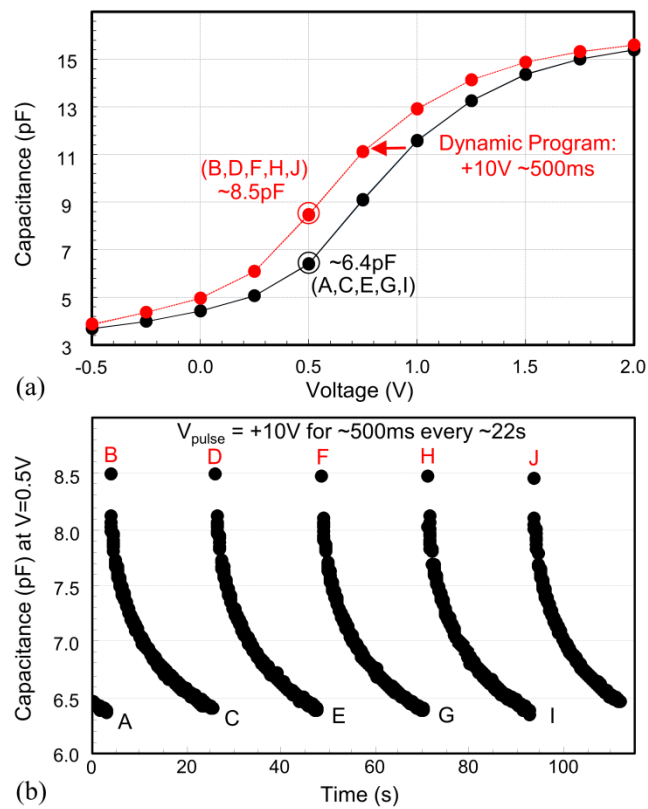 15
13
11
9
7
5
3
Capacitance (pF)
(B,D,F,H,J)
~8.5pF
Dynamic Program:
+10V ~500ms
~6.4pF
(A,C,E,G,I)
-0.5 0.0 0.5 1.0 1.5 2.0
Voltage (V)
(a)
V_pulse = +10V for ~500ms every ~22s
B D F H J
8.5
8.0
7.5
7.0
6.5
6.0
Capacitance (pF) at V=0.5V
A C E G I
0 20 40 60 80 100
Time (s)
(b)